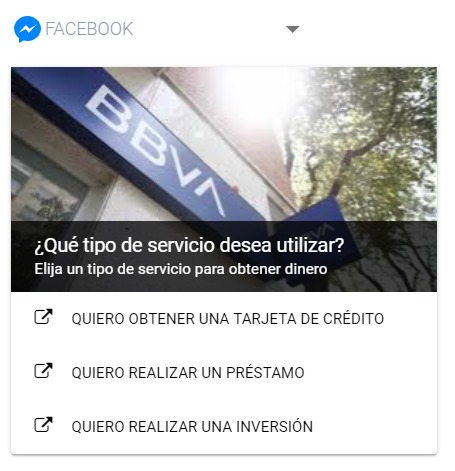 FACEBOOK
BBVA
BBVA
¿Qué tipo de servicio desea utilizar?
Elija un tipo de servicio para obtener dinero
QUIERO OBTENER UNA TARJETA DE CRÉDITO
QUIERO REALIZAR UN PRÉSTAMO
QUIERO REALIZAR UNA INVERSIÓN